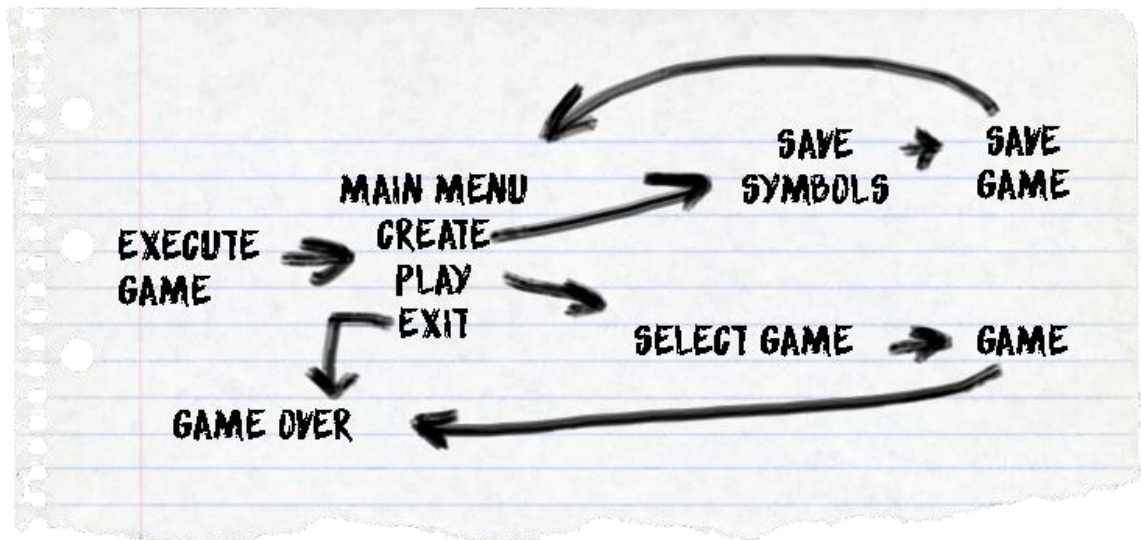 SAVE
SYMBOLS
SAVE
GAME
MAIN MENU
CREATE
PLAY
EXIT
EXECUTE
GAME
SELECT GAME
GAME
GAME OVER